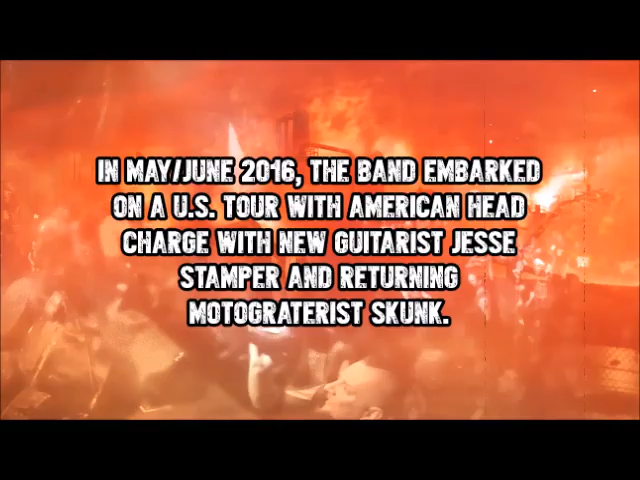 IN MAY/JUNE 2016, THE BAND EMBARKED
ON A U.S. TOUR WITH AMERICAN HEAD
CHARGE WITH NEW GUITARIST JESSE
STAMPER AND RETURNING
MOTOGRATERIST SKUNK.